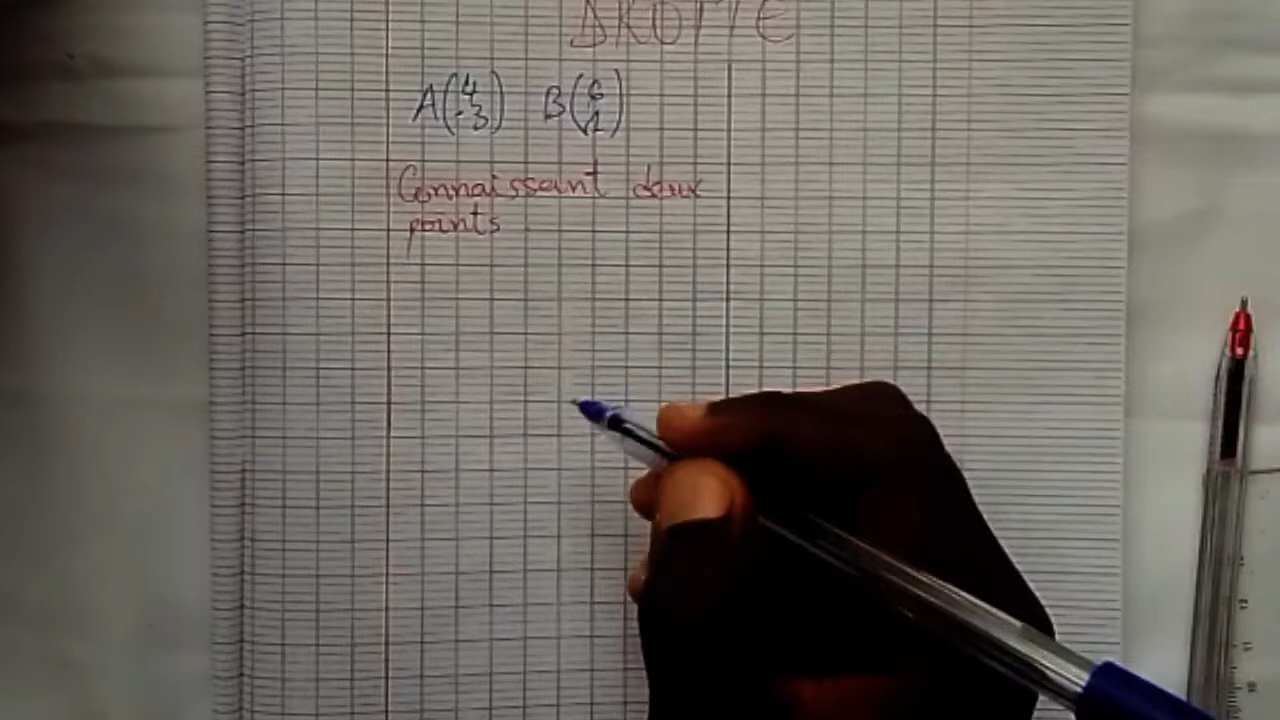 DROITE
A(4 -3) B(6 1)
Connaissant deux
points